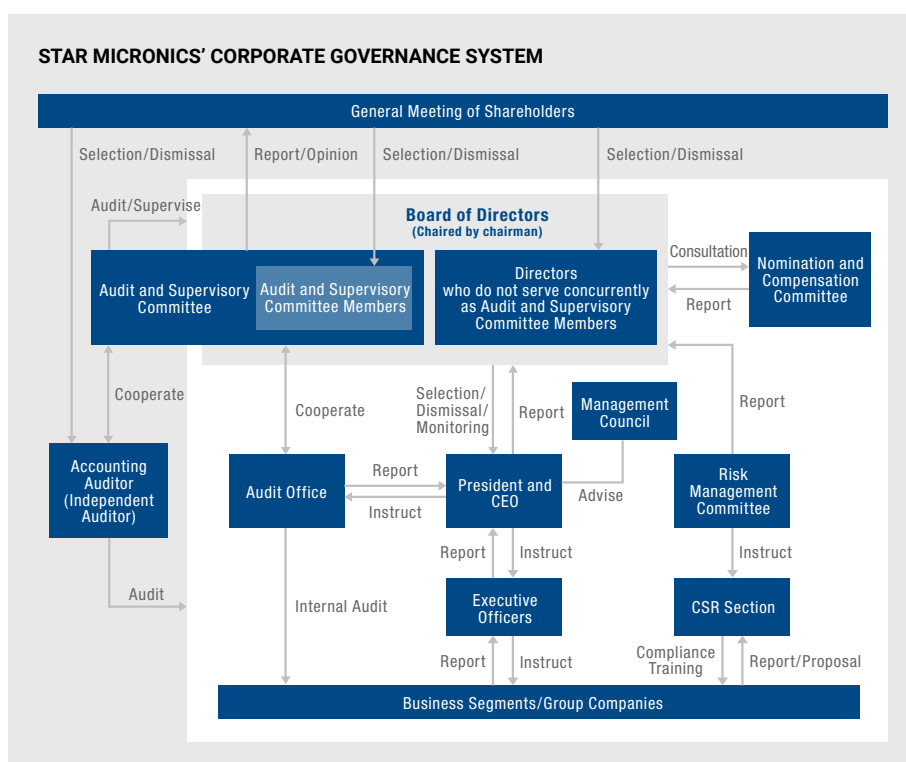 STAR MICRONICS’ CORPORATE GOVERNANCE SYSTEM
General Meeting of Shareholders
Selection/Dismissal
Report/Opinion
Selection/Dismissal
Selection/Dismissal
Audit/Supervise
Board of Directors
(Chaired by chairman)
Audit and Supervisory
Committee
Audit and Supervisory
Committee Members
Directors
who do not serve concurrently
as Audit and Supervisory
Committee Members
Consultation
Report
Nomination and
Compensation
Committee
Cooperate
Cooperate
Selection/
Dismissal/
Monitoring
Report
Management
Council
Report
Accounting
Auditor
(Independent
Auditor)
Audit Office
Report
Instruct
President and
CEO
Advise
Risk
Management
Committee
Audit
Internal Audit
Report
Instruct
Instruct
Executive
Officers
CSR Section
Report
Instruct
Compliance
Training
Report/Proposal
Business Segments/Group Companies